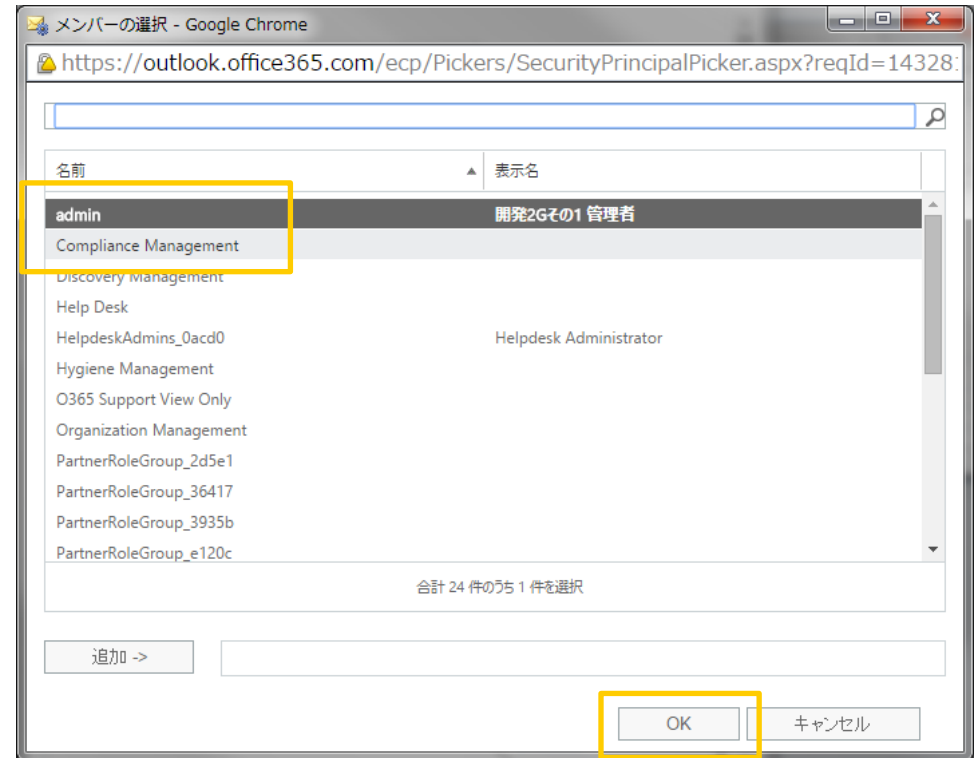 メンバーの選択 - Google Chrome
https://outlook.office365.com/ecp/Pickers/SecurityPrincipalPicker.aspx?reqId=14328
名前 表示名
admin 開発2Gその1 管理者
Compliance Management
Discovery Management
Help Desk
HelpdeskAdmins_0acd0 Helpdesk Administrator
Hygiene Management
O365 Support View Only
Organization Management
PartnerRoleGroup_2d5e1
PartnerRoleGroup_36417
PartnerRoleGroup_3935b
PartnerRoleGroup_e120c
合計 24 件のうち 1 件を選択
追加 ->
OK キャンセル